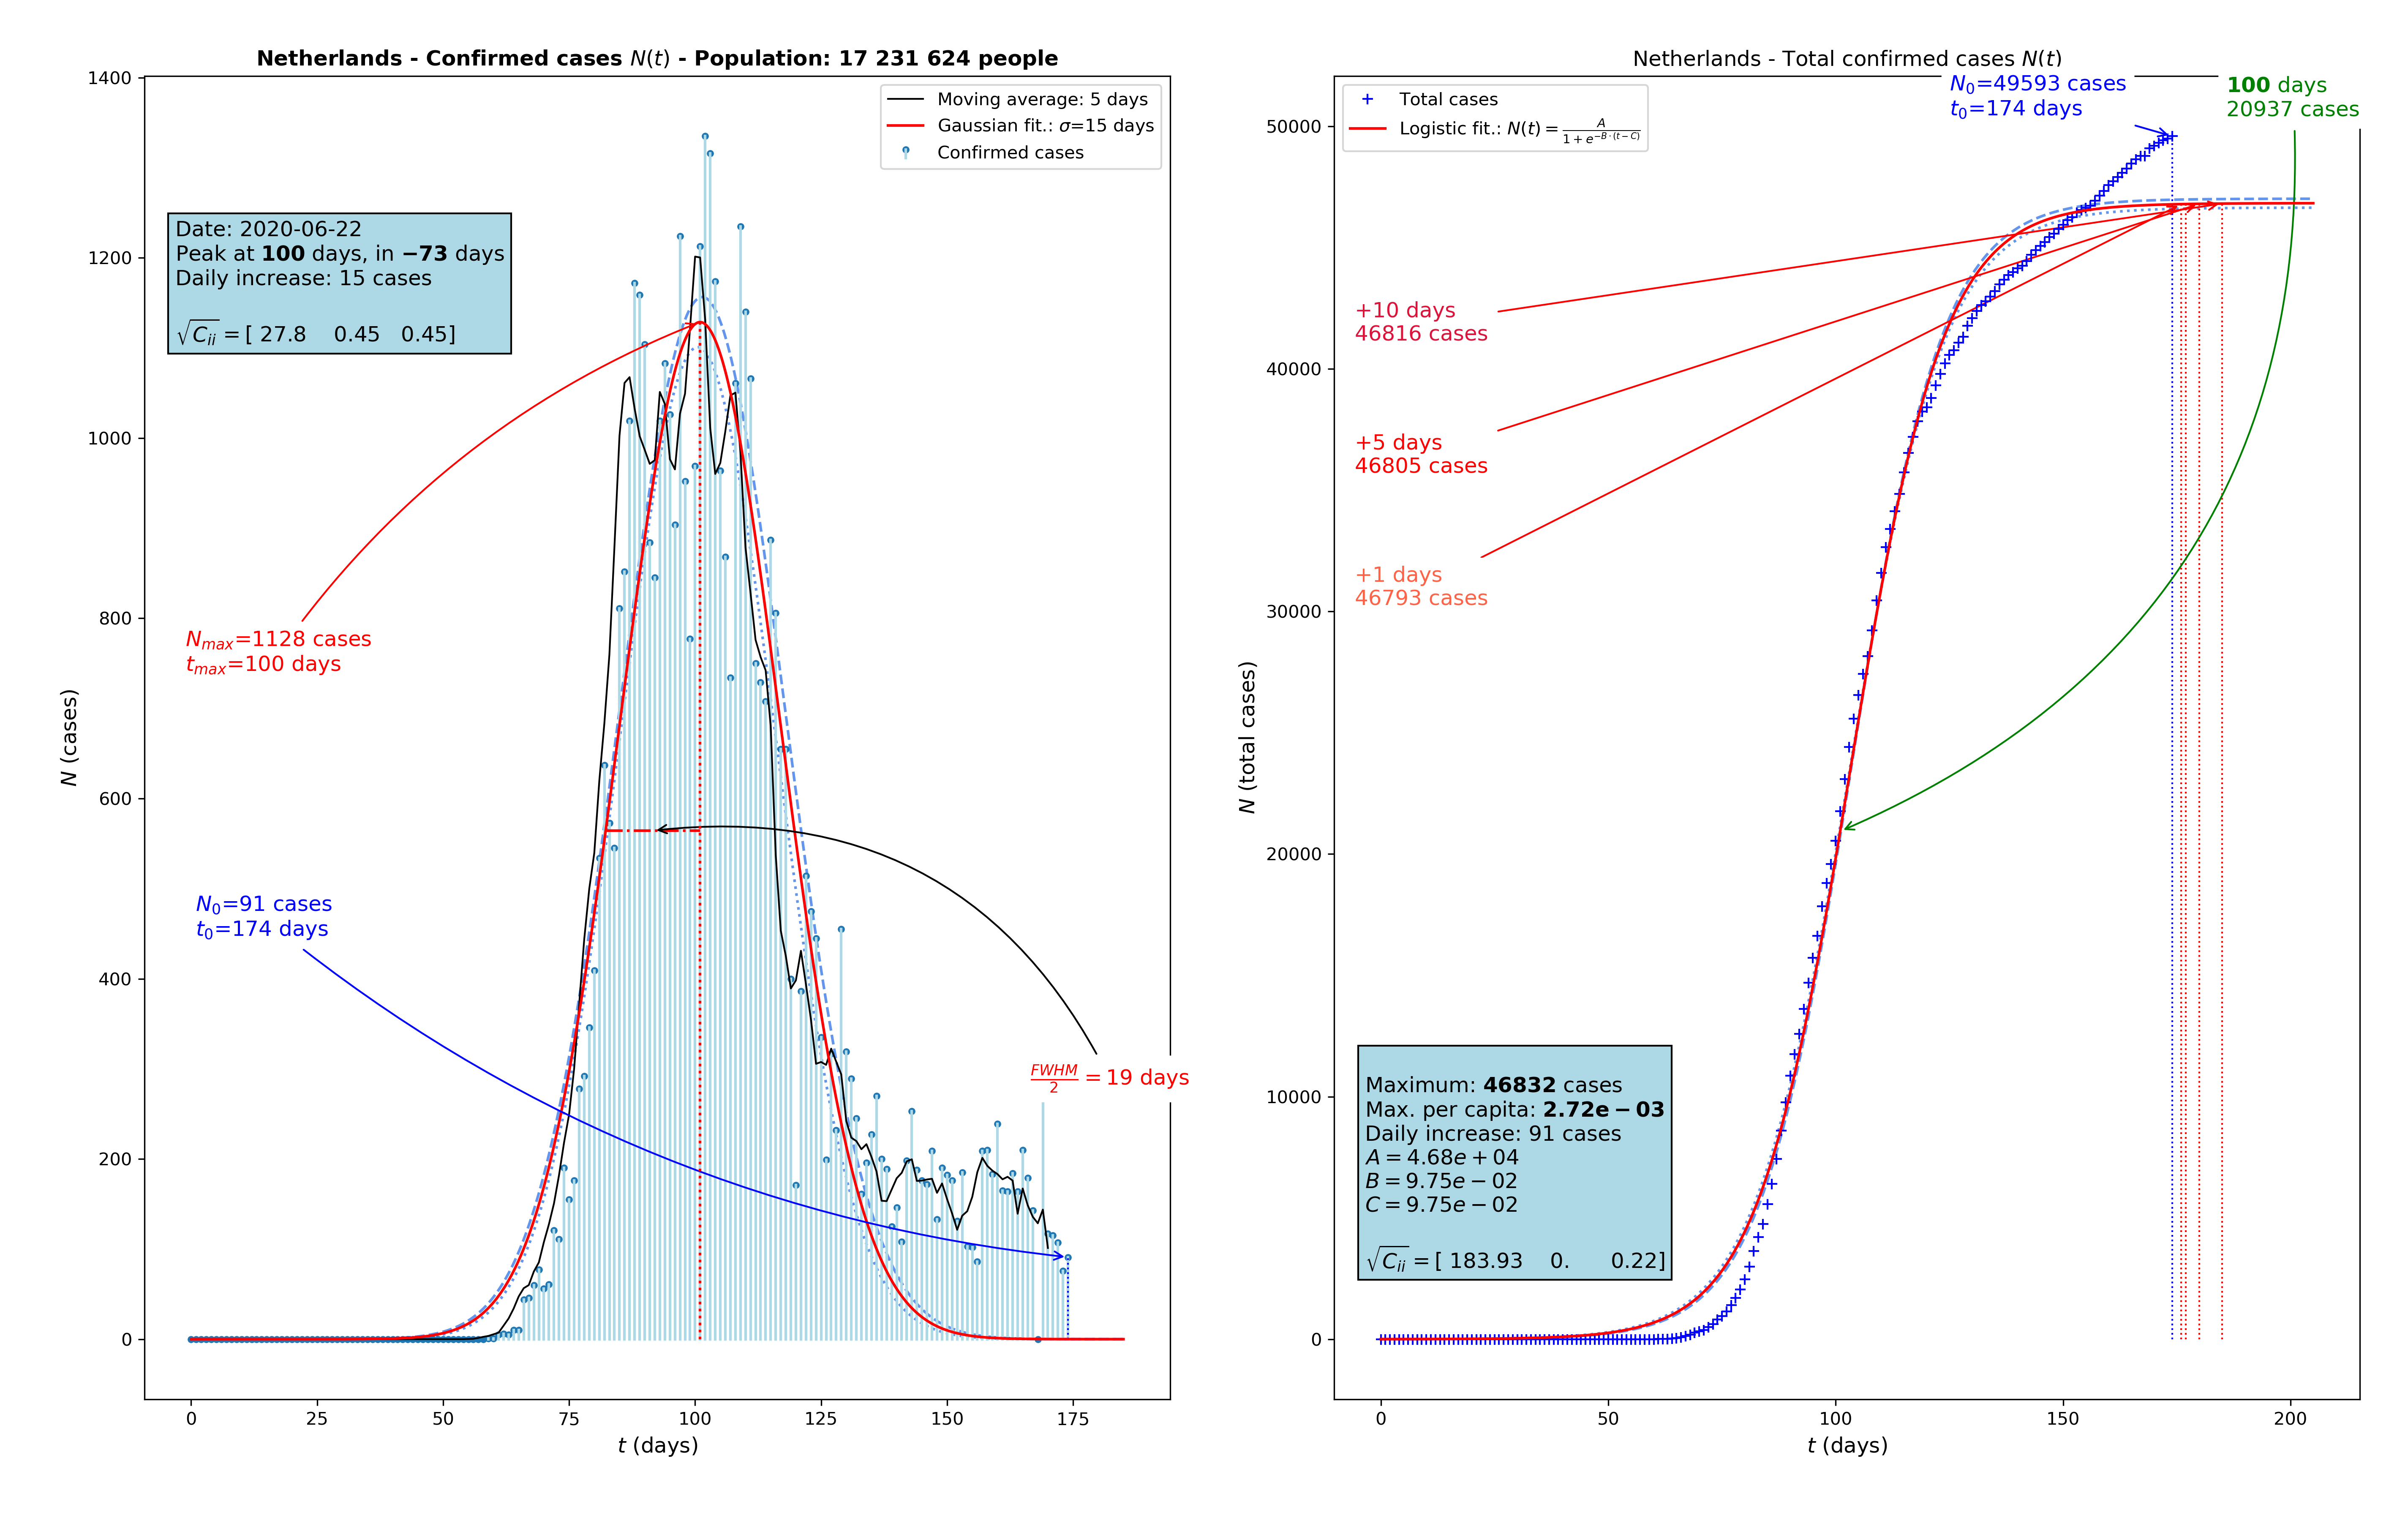 Netherlands - Confirmed cases N(t) - Population: 17 231 624 people
1400
1200
1000
800
600
400
200
0
N (cases)
0 25 50 75 100 125 150 175
t (days)
Moving average: 5 days
Gaussian fit.: σ=15 days
Confirmed cases
Date: 2020-06-22
Peak at 100 days, in −73 days
Daily increase: 15 cases
√C_ii = [ 27.8 0.45 0.45]
N_max=1128 cases
t_max=100 days
N_0=91 cases
t_0=174 days
FWHM/2 = 19 days
Netherlands - Total confirmed cases N(t)
50000
40000
30000
20000
10000
0
N (total cases)
0 50 100 150 200
t (days)
Total cases
Logistic fit.: N(t) = A/(1 + e^(−B·(t−C)))
N_0=49593 cases
t_0=174 days
100 days
20937 cases
+10 days
46816 cases
+5 days
46805 cases
+1 days
46793 cases
Maximum: 46832 cases
Max. per capita: 2.72e − 03
Daily increase: 91 cases
A = 4.68e + 04
B = 9.75e − 02
C = 9.75e − 02
√C_ii = [ 183.93 0. 0.22]